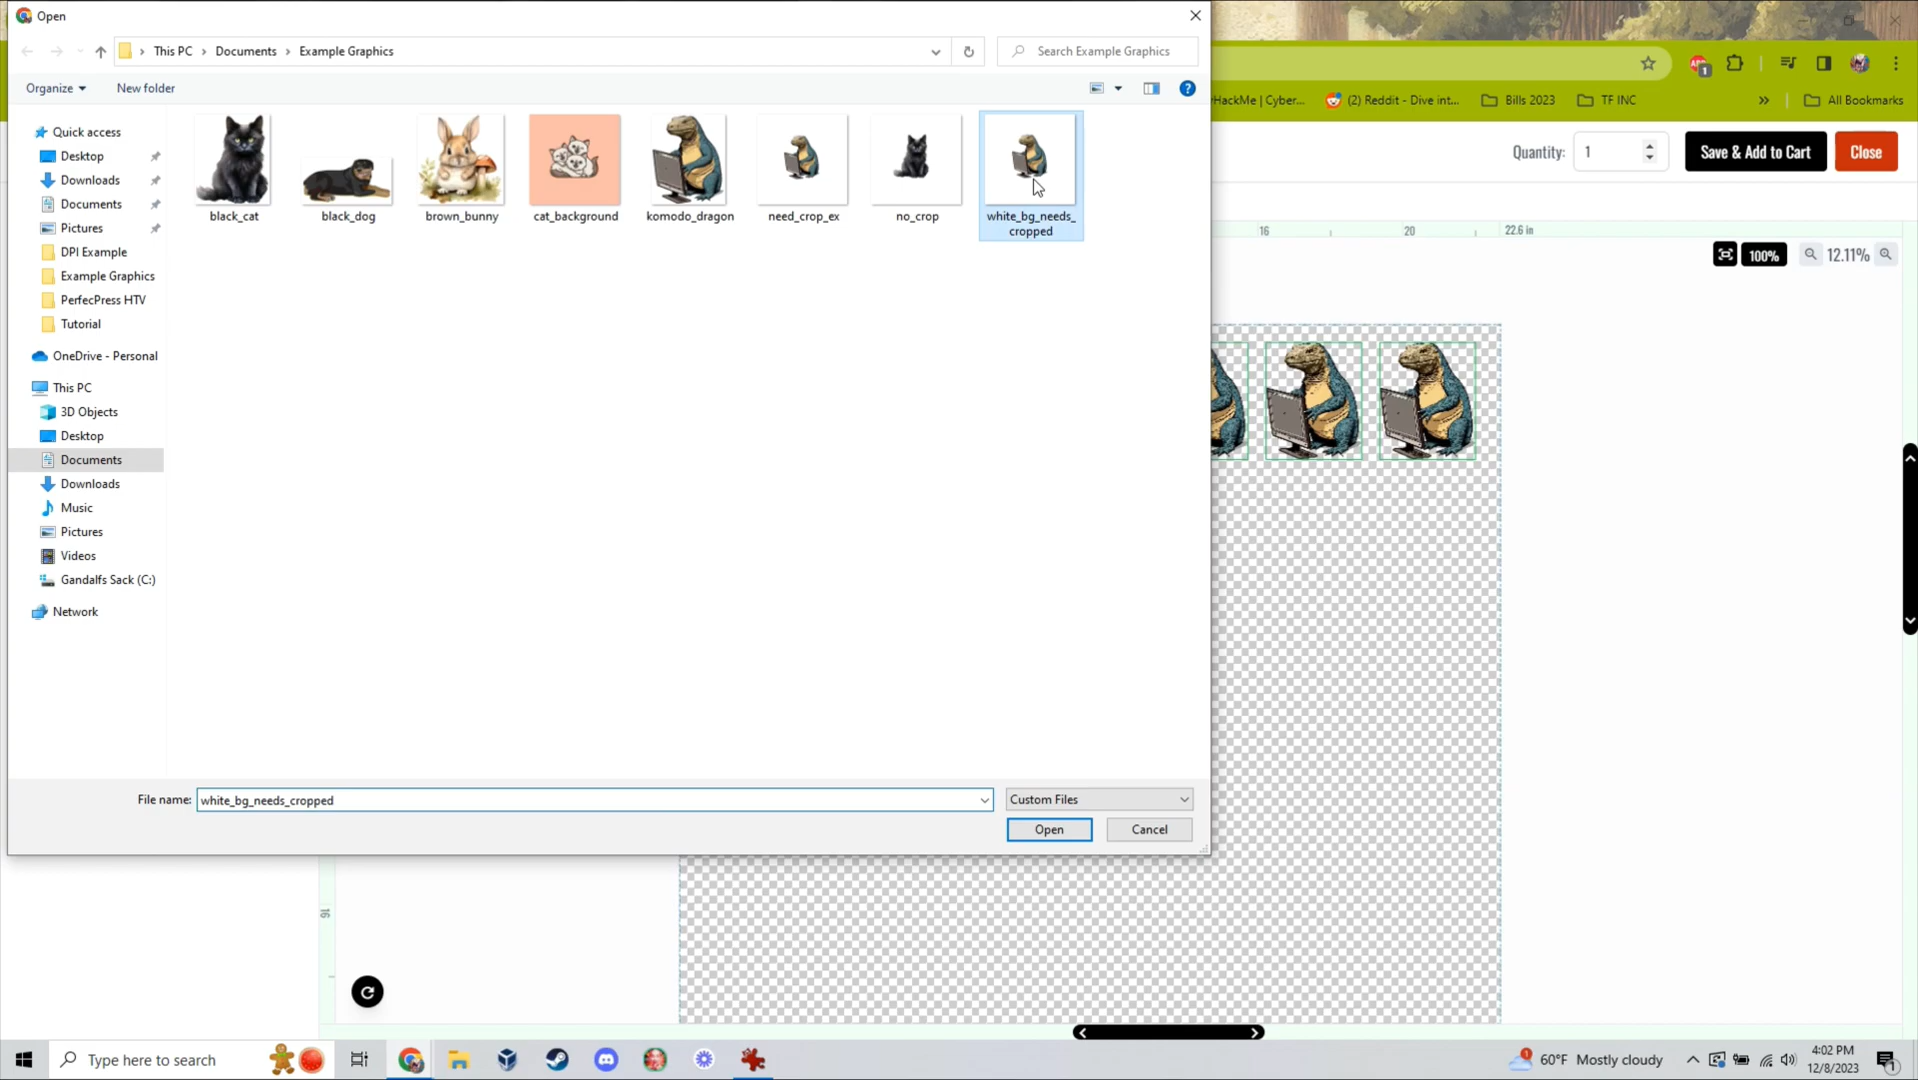 Open
This PC > Documents > Example Graphics
Search Example Graphics
Organize
New folder
HackMe | Cyber...
(2) Reddit - Dive int...
Bills 2023
TF INC
»
All Bookmarks
1
Quantity:
1
Save & Add to Cart
Close
Quick access
Desktop
Downloads
Documents
Pictures
DPI Example
Example Graphics
PerfecPress HTV
Tutorial
OneDrive - Personal
This PC
3D Objects
Desktop
Documents
Downloads
Music
Pictures
Videos
Gandalfs Sack (C:)
Network
black_cat
black_dog
brown_bunny
cat_background
komodo_dragon
need_crop_ex
no_crop
white_bg_needs_
cropped
16
20
22.6 in
100%
12.11%
File name:
white_bg_needs_cropped
Custom Files
Open
Cancel
16
Type here to search
60°F Mostly cloudy
4:02 PM
12/8/2023
1